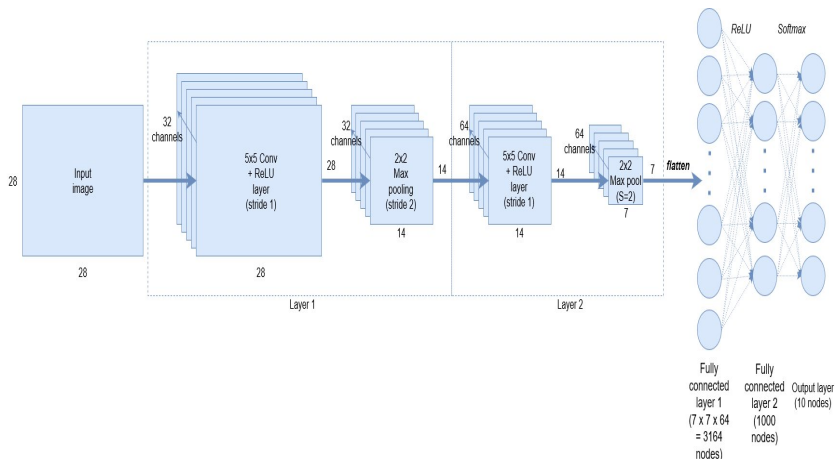 28
Input
image
28
32
channels
5x5 Conv
+ ReLU
layer
(stride 1)
28
28
32
channels
2x2
Max
pooling
(stride 2)
14
14
Layer 1
64
channels
5x5 Conv
+ ReLU
layer
(stride 1)
14
14
64
channels
2x2
Max pool
(S=2)
7
7
Layer 2
flatten
ReLU
Softmax
Fully
connected
layer 1
(7 x 7 x 64
= 3164
nodes)
Fully
connected
layer 2
(1000
nodes)
Output layer
(10 nodes)